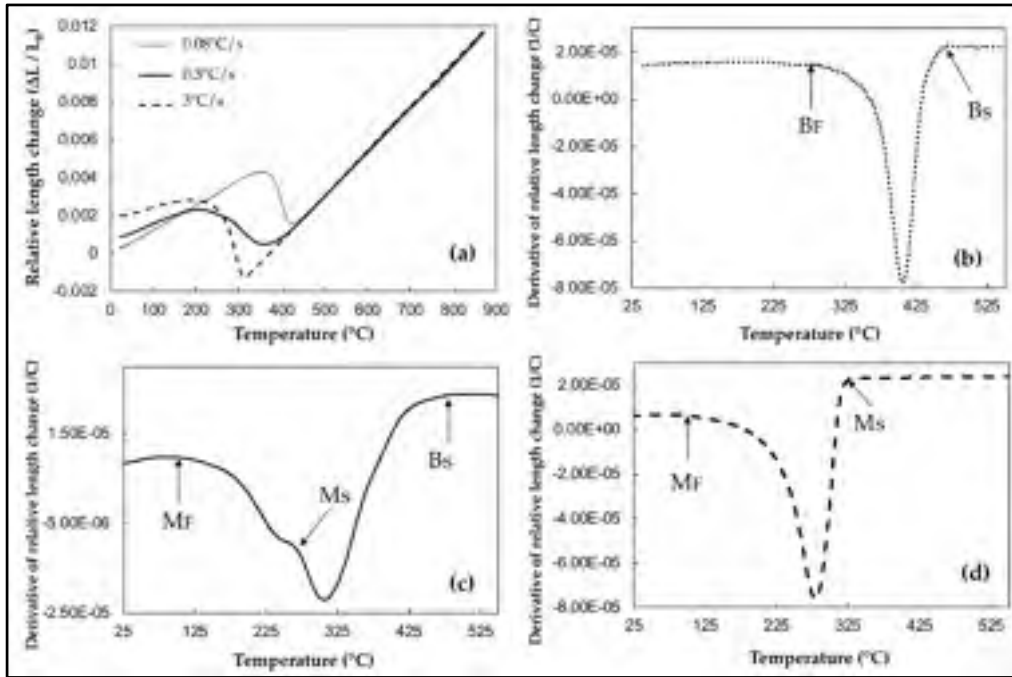 Relative length change (ΔL / L₀)
0.012
0.01
0.008
0.006
0.004
0.002
0
-0.002
0.08°C/s
0.5°C/s
3°C/s
(a)
0 100 200 300 400 500 600 700 800 900
Temperature (°C)
Derivative of relative length change (1/C)
2.00E-05
0.00E+00
-2.00E-05
-4.00E-05
-6.00E-05
-8.00E-05
BF
BS
(b)
25 125 225 325 425 525
Temperature (°C)
Derivative of relative length change (1/C)
1.50E-05
-5.00E-06
-2.50E-05
MF
MS
BS
(c)
25 125 225 325 425 525
Temperature (°C)
Derivative of relative length change (1/C)
2.00E-05
0.00E+00
-2.00E-05
-4.00E-05
-6.00E-05
-8.00E-05
MF
MS
(d)
25 125 225 325 425 525
Temperature (°C)